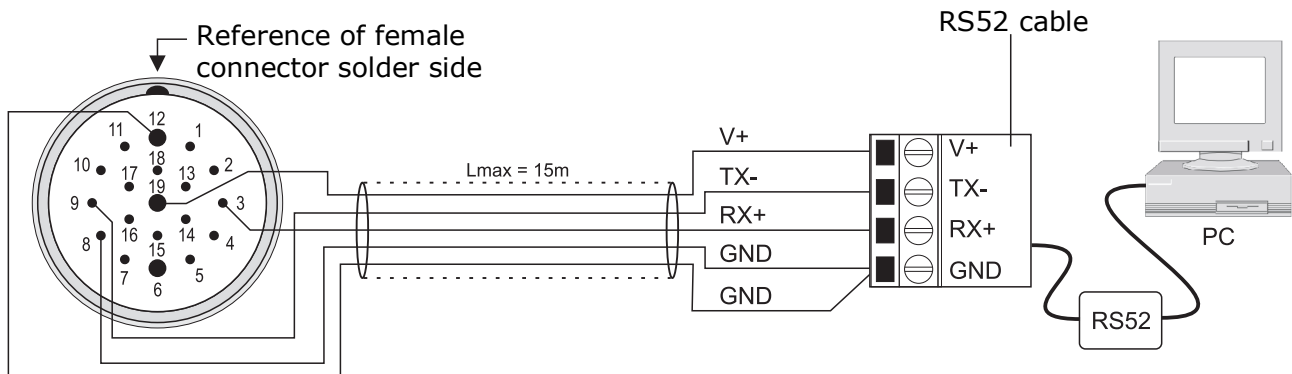 Reference of female
connector solder side
RS52 cable
12
11
1
10
18
2
17
13
19
9
3
16
14
8
15
4
7
5
6
Lmax = 15m
V+
TX-
RX+
GND
GND
V+
TX-
RX+
GND
PC
RS52